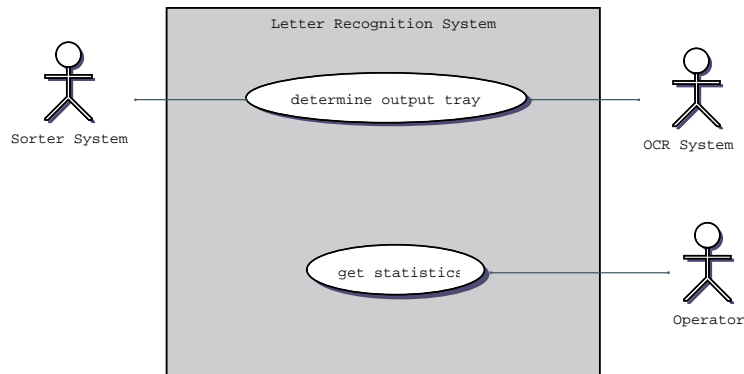 Letter Recognition System
determine output tray
Sorter System
OCR System
get statistics
Operator